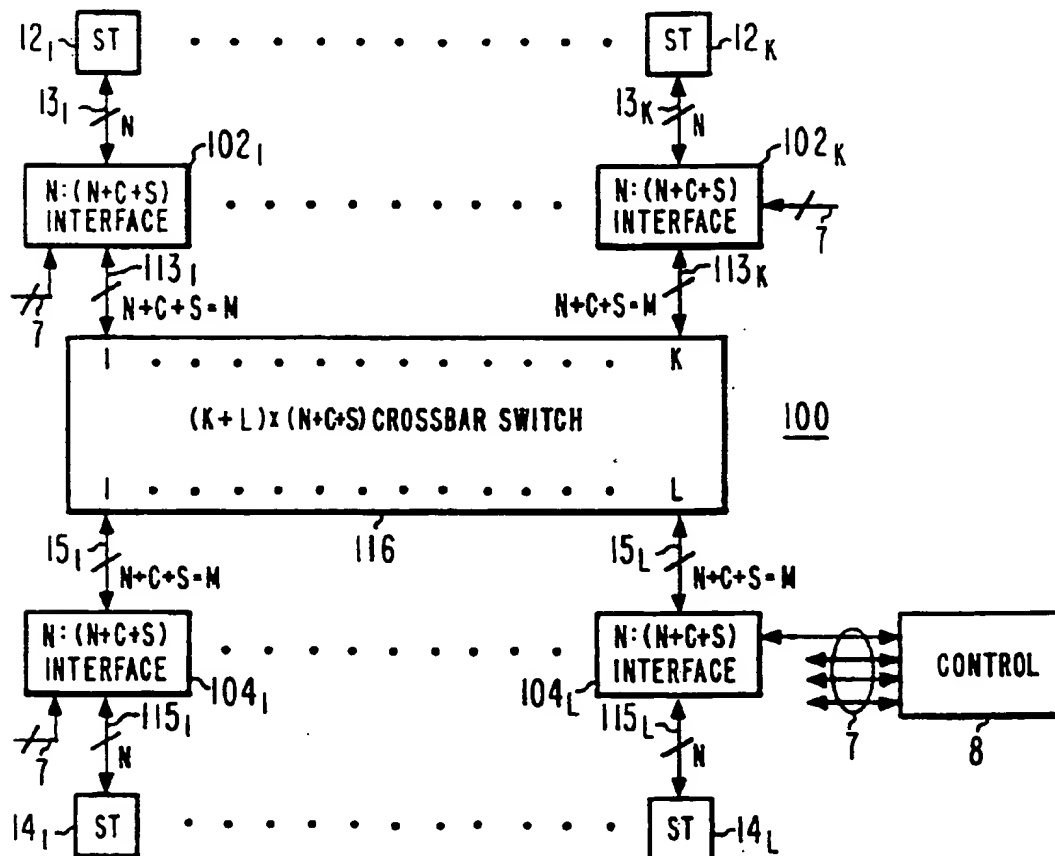 12₁ ST ST 12ₖ
13₁ N 13ₖ N
102₁ 102ₖ
N:(N+C+S) INTERFACE
N:(N+C+S) INTERFACE
7
7
113₁ 113ₖ
N+C+S=M N+C+S=M
1 K
(K+L)x(N+C+S) CROSSBAR SWITCH
100
1 L
116
15₁ 15L
N+C+S=M N+C+S=M
N:(N+C+S) INTERFACE
N:(N+C+S) INTERFACE
CONTROL
104₁ 104L
7
115₁ 115L
7 8
N N
14₁ ST ST 14L